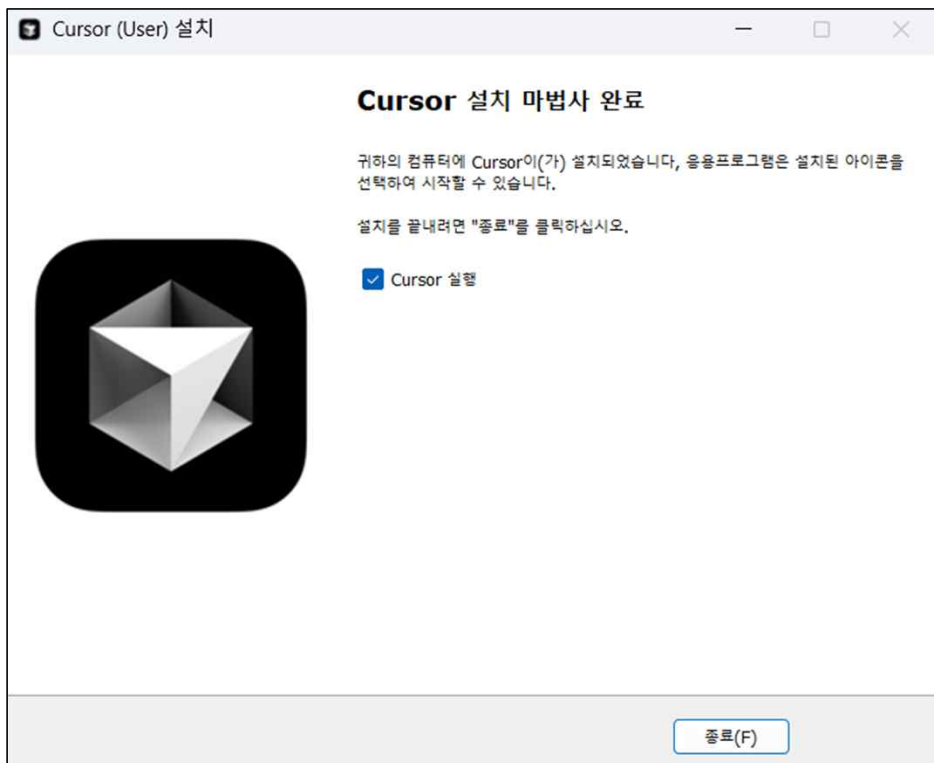 Cursor (User) 설치
Cursor 설치 마법사 완료
귀하의 컴퓨터에 Cursor이(가) 설치되었습니다, 응용프로그램은 설치된 아이콘을
선택하여 시작할 수 있습니다.
설치를 끝내려면 "종료"를 클릭하십시오.
Cursor 실행
종료(F)